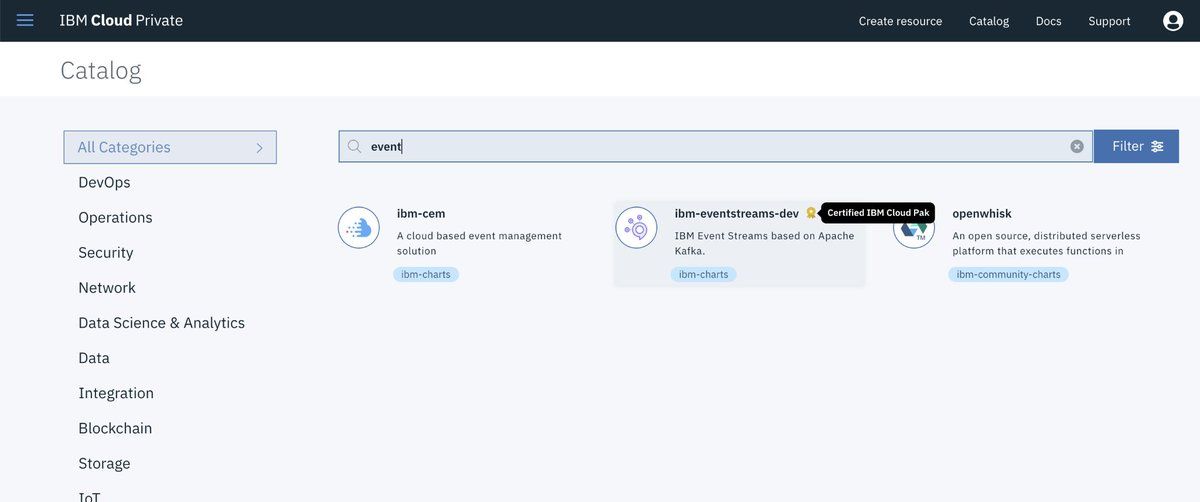 IBM Cloud Private
Create resource
Catalog
Docs
Support
Catalog
All Categories
DevOps
Operations
Security
Network
Data Science & Analytics
Data
Integration
Blockchain
Storage
IoT
event
Filter
ibm-cem
A cloud based event management
solution
ibm-charts
ibm-eventstreams-dev
Certified IBM Cloud Pak
IBM Event Streams based on Apache
Kafka.
ibm-charts
openwhisk
TM
An open source, distributed serverless
platform that executes functions in
ibm-community-charts